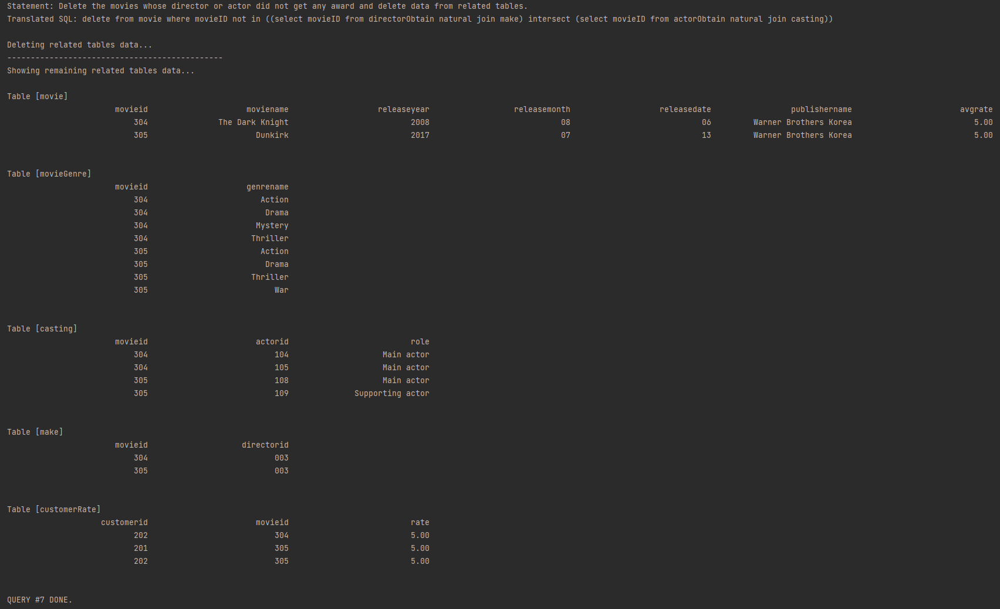 Statement: Delete the movies whose director or actor did not get any award and delete data from related tables.
Translated SQL: delete from movie where movieID not in ((select movieID from directorObtain natural join make) intersect (select movieID from actorObtain natural join casting))
Deleting related tables data...
----------------------------------------------
Showing remaining related tables data...
Table [movie]
movieid moviename releaseyear releasemonth releasedate publishername avgrate
304 The Dark Knight 2008 08 06 Warner Brothers Korea 5.00
305 Dunkirk 2017 07 13 Warner Brothers Korea 5.00
Table [movieGenre]
movieid genrename
304 Action
304 Drama
304 Mystery
304 Thriller
305 Action
305 Drama
305 Thriller
305 War
Table [casting]
movieid actorid role
304 104 Main actor
304 105 Main actor
305 108 Main actor
305 109 Supporting actor
Table [make]
movieid directorid
304 003
305 003
Table [customerRate]
customerid movieid rate
202 304 5.00
201 305 5.00
202 305 5.00
QUERY #7 DONE.